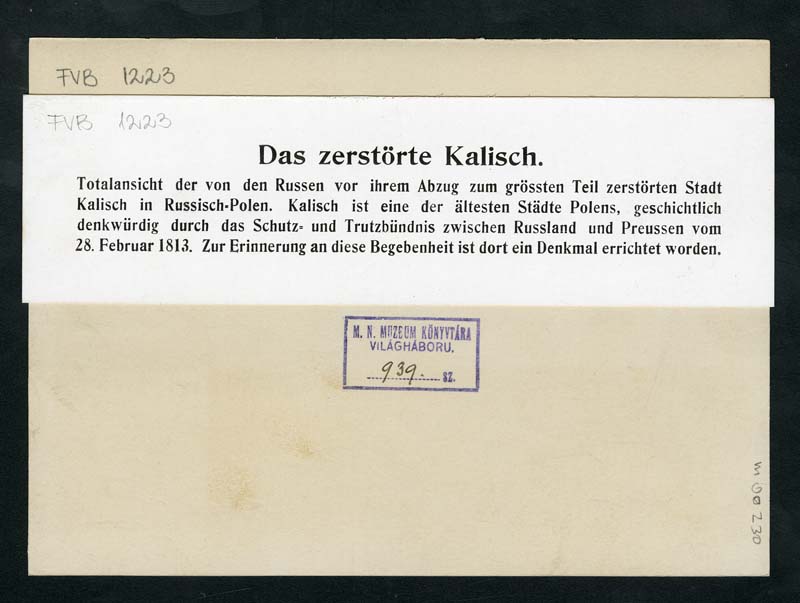 FVB 1223
FVB 1223
Das zerstörte Kalisch.
Totalansicht der von den Russen vor ihrem Abzug zum grössten Teil zerstörten Stadt
Kalisch in Russisch-Polen. Kalisch ist eine der ältesten Städte Polens, geschichtlich
denkwürdig durch das Schutz- und Trutzbündnis zwischen Russland und Preussen vom
28. Februar 1813. Zur Erinnerung an diese Begebenheit ist dort ein Denkmal errichtet worden.
M. N. MUZEUM KÖNYVTÁRA
VILÁGHÁBORU.
939. SZ.
m 00230